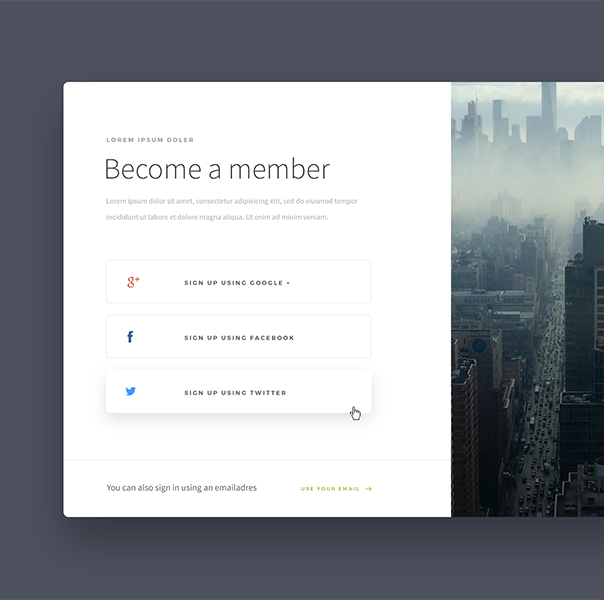 LOREM IPSUM DOLER
Become a member
Lorem ipsum dolor sit amet, consectetur adipisicing elit, sed do eiusmod tempor
incididunt ut labore et dolore magna aliqua. Ut enim ad minim veniam.
g+
SIGN UP USING GOOGLE +
f
SIGN UP USING FACEBOOK
SIGN UP USING TWITTER
You can also sign in using an emailadres
USE YOUR EMAIL →